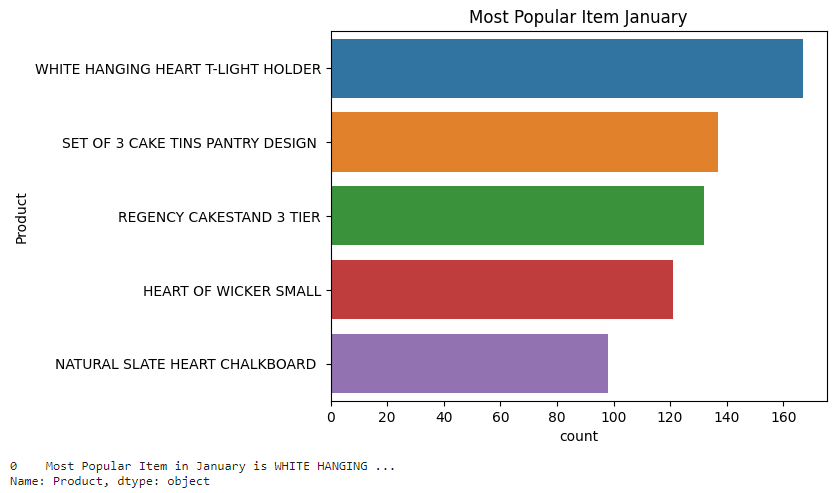 Most Popular Item January
WHITE HANGING HEART T-LIGHT HOLDER
SET OF 3 CAKE TINS PANTRY DESIGN
REGENCY CAKESTAND 3 TIER
HEART OF WICKER SMALL
NATURAL SLATE HEART CHALKBOARD
Product
0 20 40 60 80 100 120 140 160
count
0    Most Popular Item in January is WHITE HANGING ...
Name: Product, dtype: object